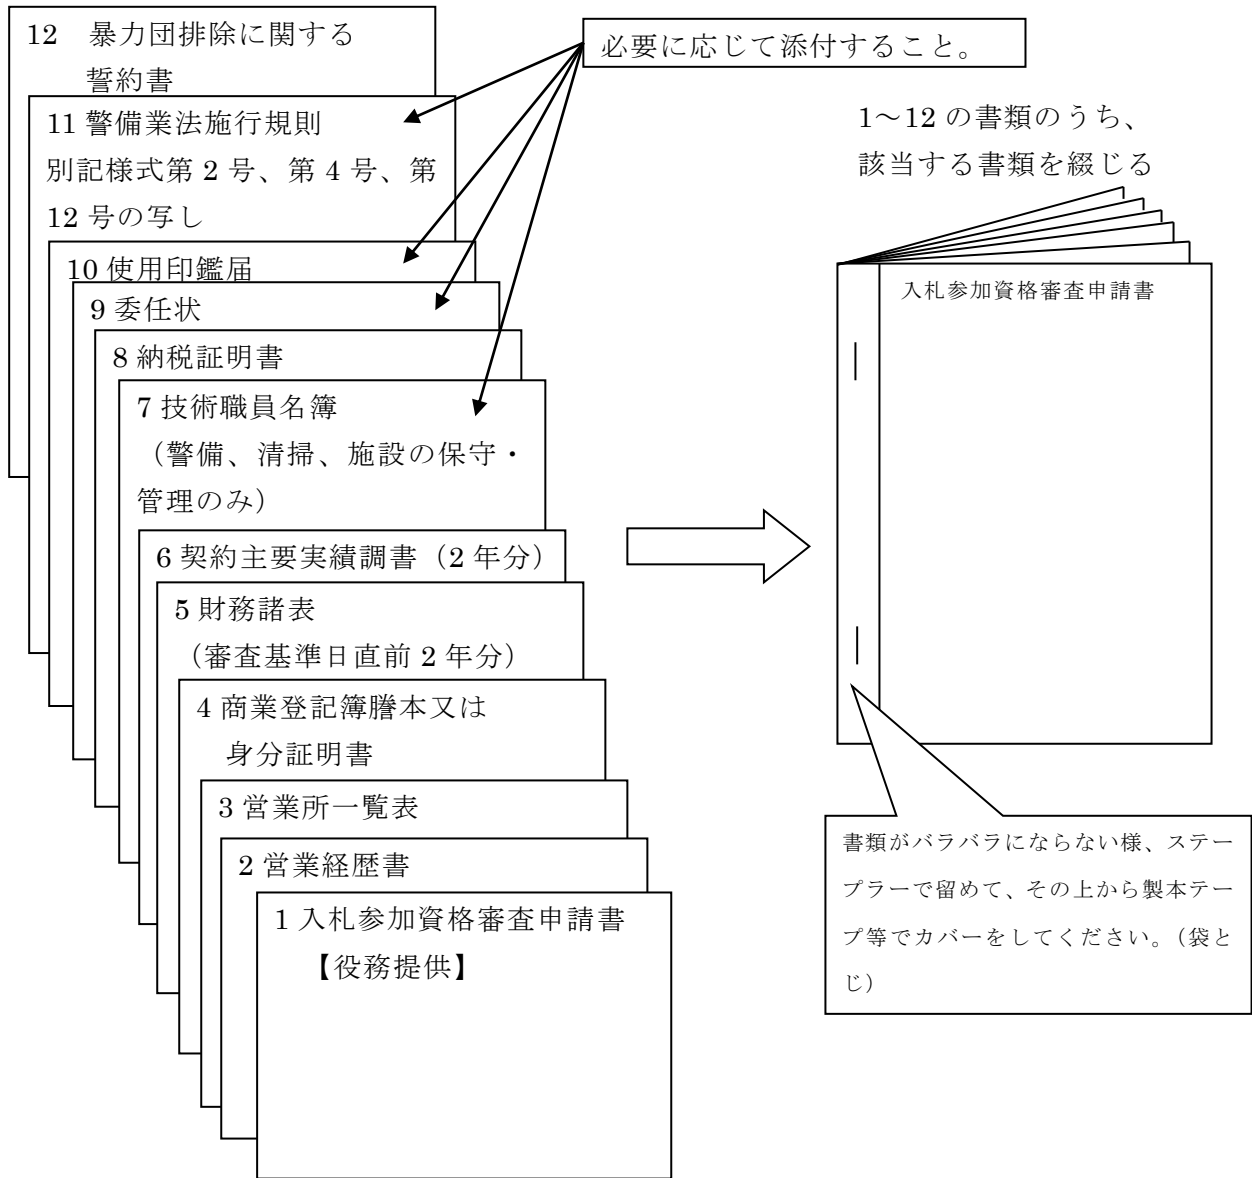 12　暴力団排除に関する
誓約書
必要に応じて添付すること。
11 警備業法施行規則
別記様式第 2 号、第 4 号、第
12 号の写し
10 使用印鑑届
9 委任状
8 納税証明書
7 技術職員名簿
（警備、清掃、施設の保守・
管理のみ）
6 契約主要実績調書（2 年分）
5 財務諸表
（審査基準日直前 2 年分）
4 商業登記簿謄本又は
身分証明書
3 営業所一覧表
2 営業経歴書
1 入札参加資格審査申請書
【役務提供】
1～12 の書類のうち、
該当する書類を綴じる
入札参加資格審査申請書
書類がバラバラにならない様、ステー
プラーで留めて、その上から製本テー
プ等でカバーをしてください。（袋と
じ）